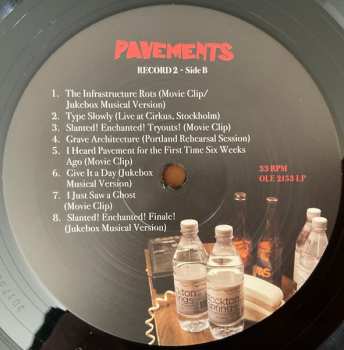 PAVEMENTS
RECORD 2 - Side B
1. The Infrastructure Rots (Movie Clip/
Jukebox Musical Version)
2. Type Slowly (Live at Cirkus, Stockholm)
3. Slanted! Enchanted! Tryouts! (Movie Clip)
4. Grave Architecture (Portland Rehearsal Session)
5. I Heard Pavement for the First Time Six Weeks
Ago (Movie Clip)
6. Give It a Day (Jukebox
Musical Version)
7. I Just Saw a Ghost
(Movie Clip)
8. Slanted! Enchanted! Finale!
(Jukebox Musical Version)
33 RPM
OLE 2153 LP